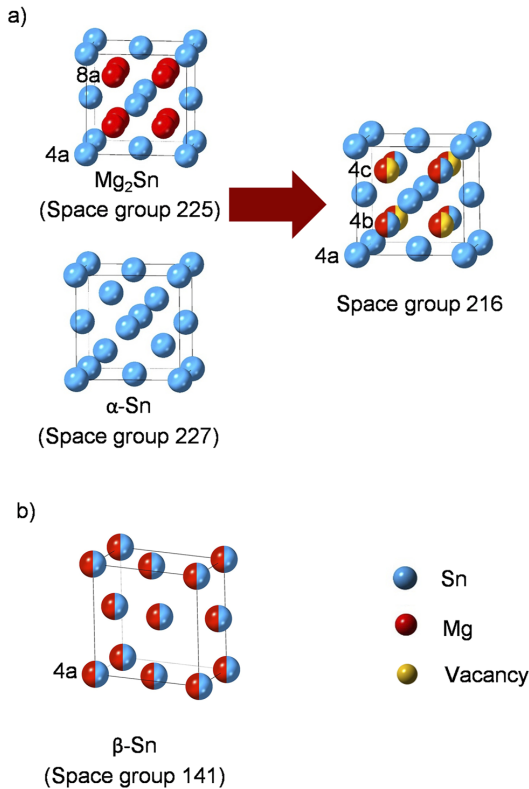 a)
8a
4a
Mg₂Sn
(Space group 225)
4c
4b
4a
Space group 216
α-Sn
(Space group 227)
b)
4a
β-Sn
(Space group 141)
Sn
Mg
Vacancy